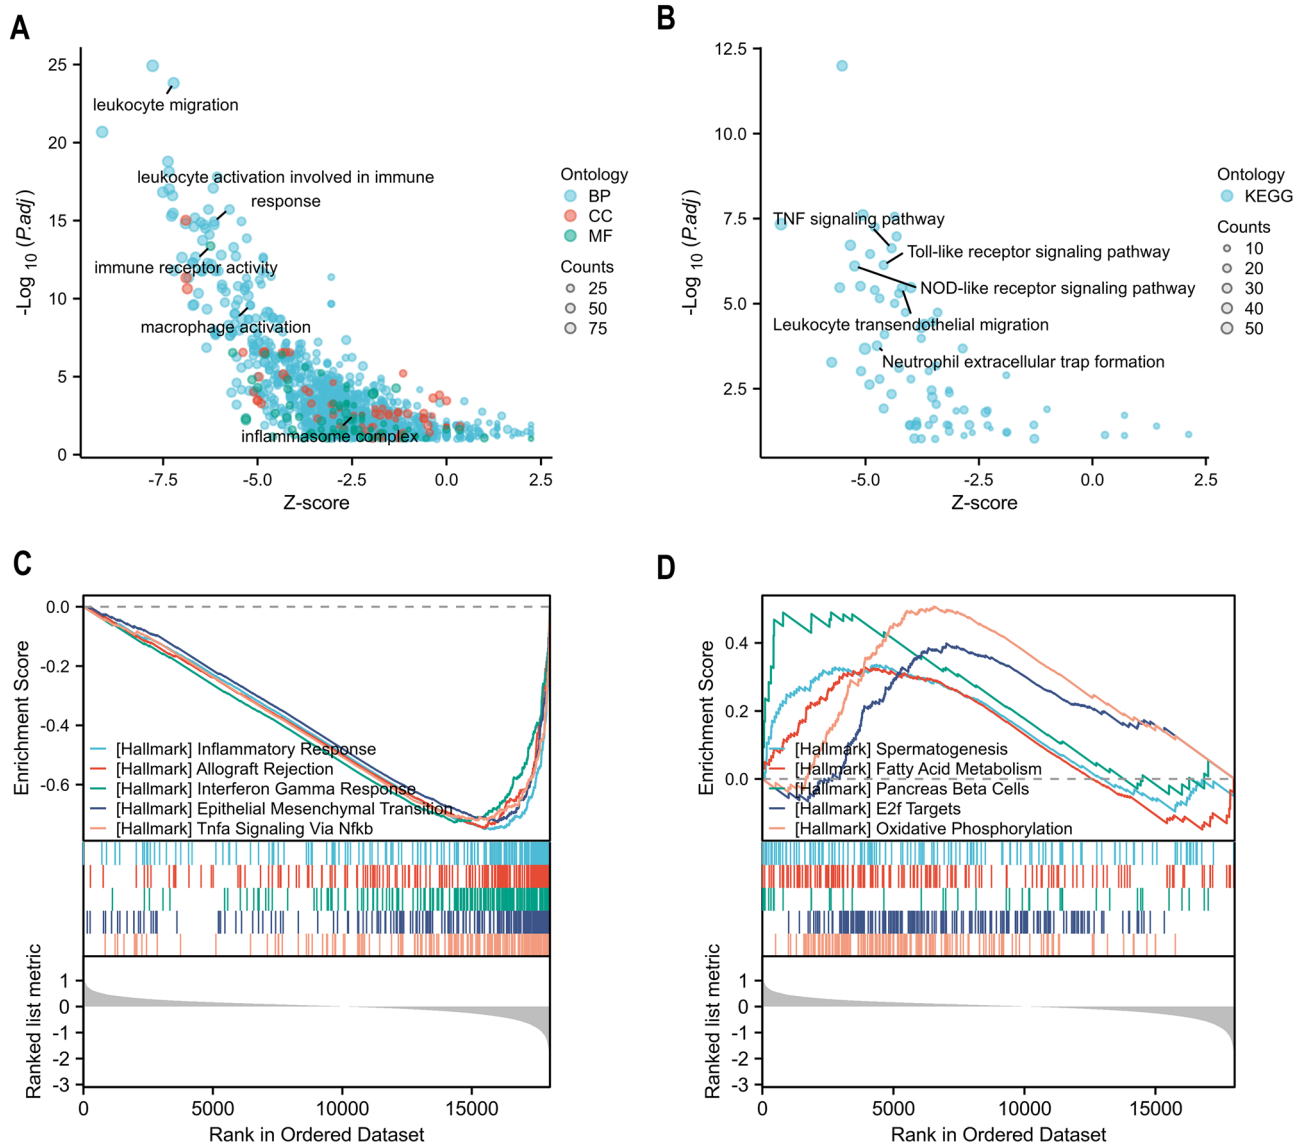 A
25
20
15
10
5
0
-Log 10 (P.adj)
leukocyte migration
leukocyte activation involved in immune
response
immune receptor activity
macrophage activation
inflammasome complex
-7.5 -5.0 -2.5 0.0 2.5
Z-score
Ontology
BP
CC
MF
Counts
25
50
75
B
12.5
10.0
7.5
5.0
2.5
-Log 10 (P.adj)
TNF signaling pathway
Toll-like receptor signaling pathway
NOD-like receptor signaling pathway
Leukocyte transendothelial migration
Neutrophil extracellular trap formation
-5.0 -2.5 0.0 2.5
Z-score
Ontology
KEGG
Counts
10
20
30
40
50
C
0.0
-0.2
-0.4
-0.6
Enrichment Score
[Hallmark] Inflammatory Response
[Hallmark] Allograft Rejection
[Hallmark] Interferon Gamma Response
[Hallmark] Epithelial Mesenchymal Transition
[Hallmark] Tnfa Signaling Via Nfkb
1
0
-1
-2
-3
Ranked list metric
0 5000 10000 15000
Rank in Ordered Dataset
D
0.4
0.2
0.0
Enrichment Score
[Hallmark] Spermatogenesis
[Hallmark] Fatty Acid Metabolism
[Hallmark] Pancreas Beta Cells
[Hallmark] E2f Targets
[Hallmark] Oxidative Phosphorylation
1
0
-1
-2
-3
Ranked list metric
0 5000 10000 15000
Rank in Ordered Dataset